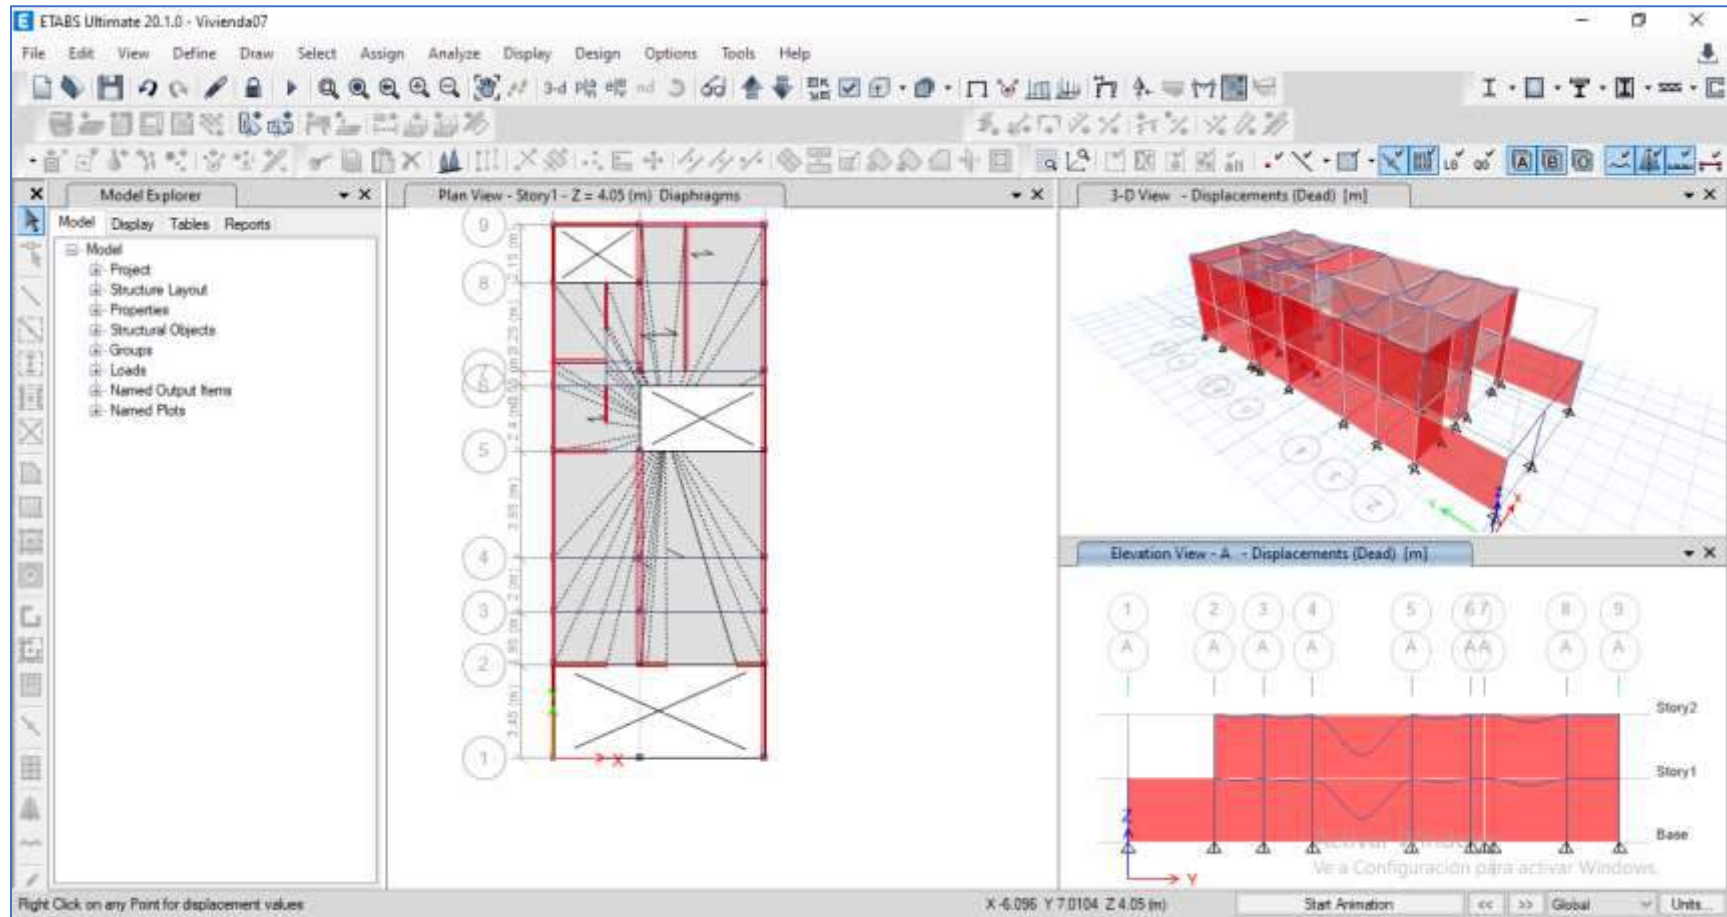 ETABS Ultimate 20.1.0 - Vivienda07
File Edit View Define Draw Select Assign Analyze Display Design Options Tools Help
3-d
nd
Model Explorer
Model Display Tables Reports
Model
Project
Structure Layout
Properties
Structural Objects
Groups
Loads
Named Output Items
Named Plots
Plan View - Story1 - Z = 4.05 (m) Diaphragms
9
8
7
6
5
4
3
2
1
X
3-D View - Displacements (Dead) [m]
Elevation View - A - Displacements (Dead) [m]
1 2 3 4 5 6 7 8 9
A A A A A A A A A
Story2
Story1
Base
Z
Y
Ve a Configuración para activar Windows.
Right Click on any Point for displacement values
X -6.096 Y 7.0104 Z 4.05 (m)
Start Animation
<< >>
Global
Units...